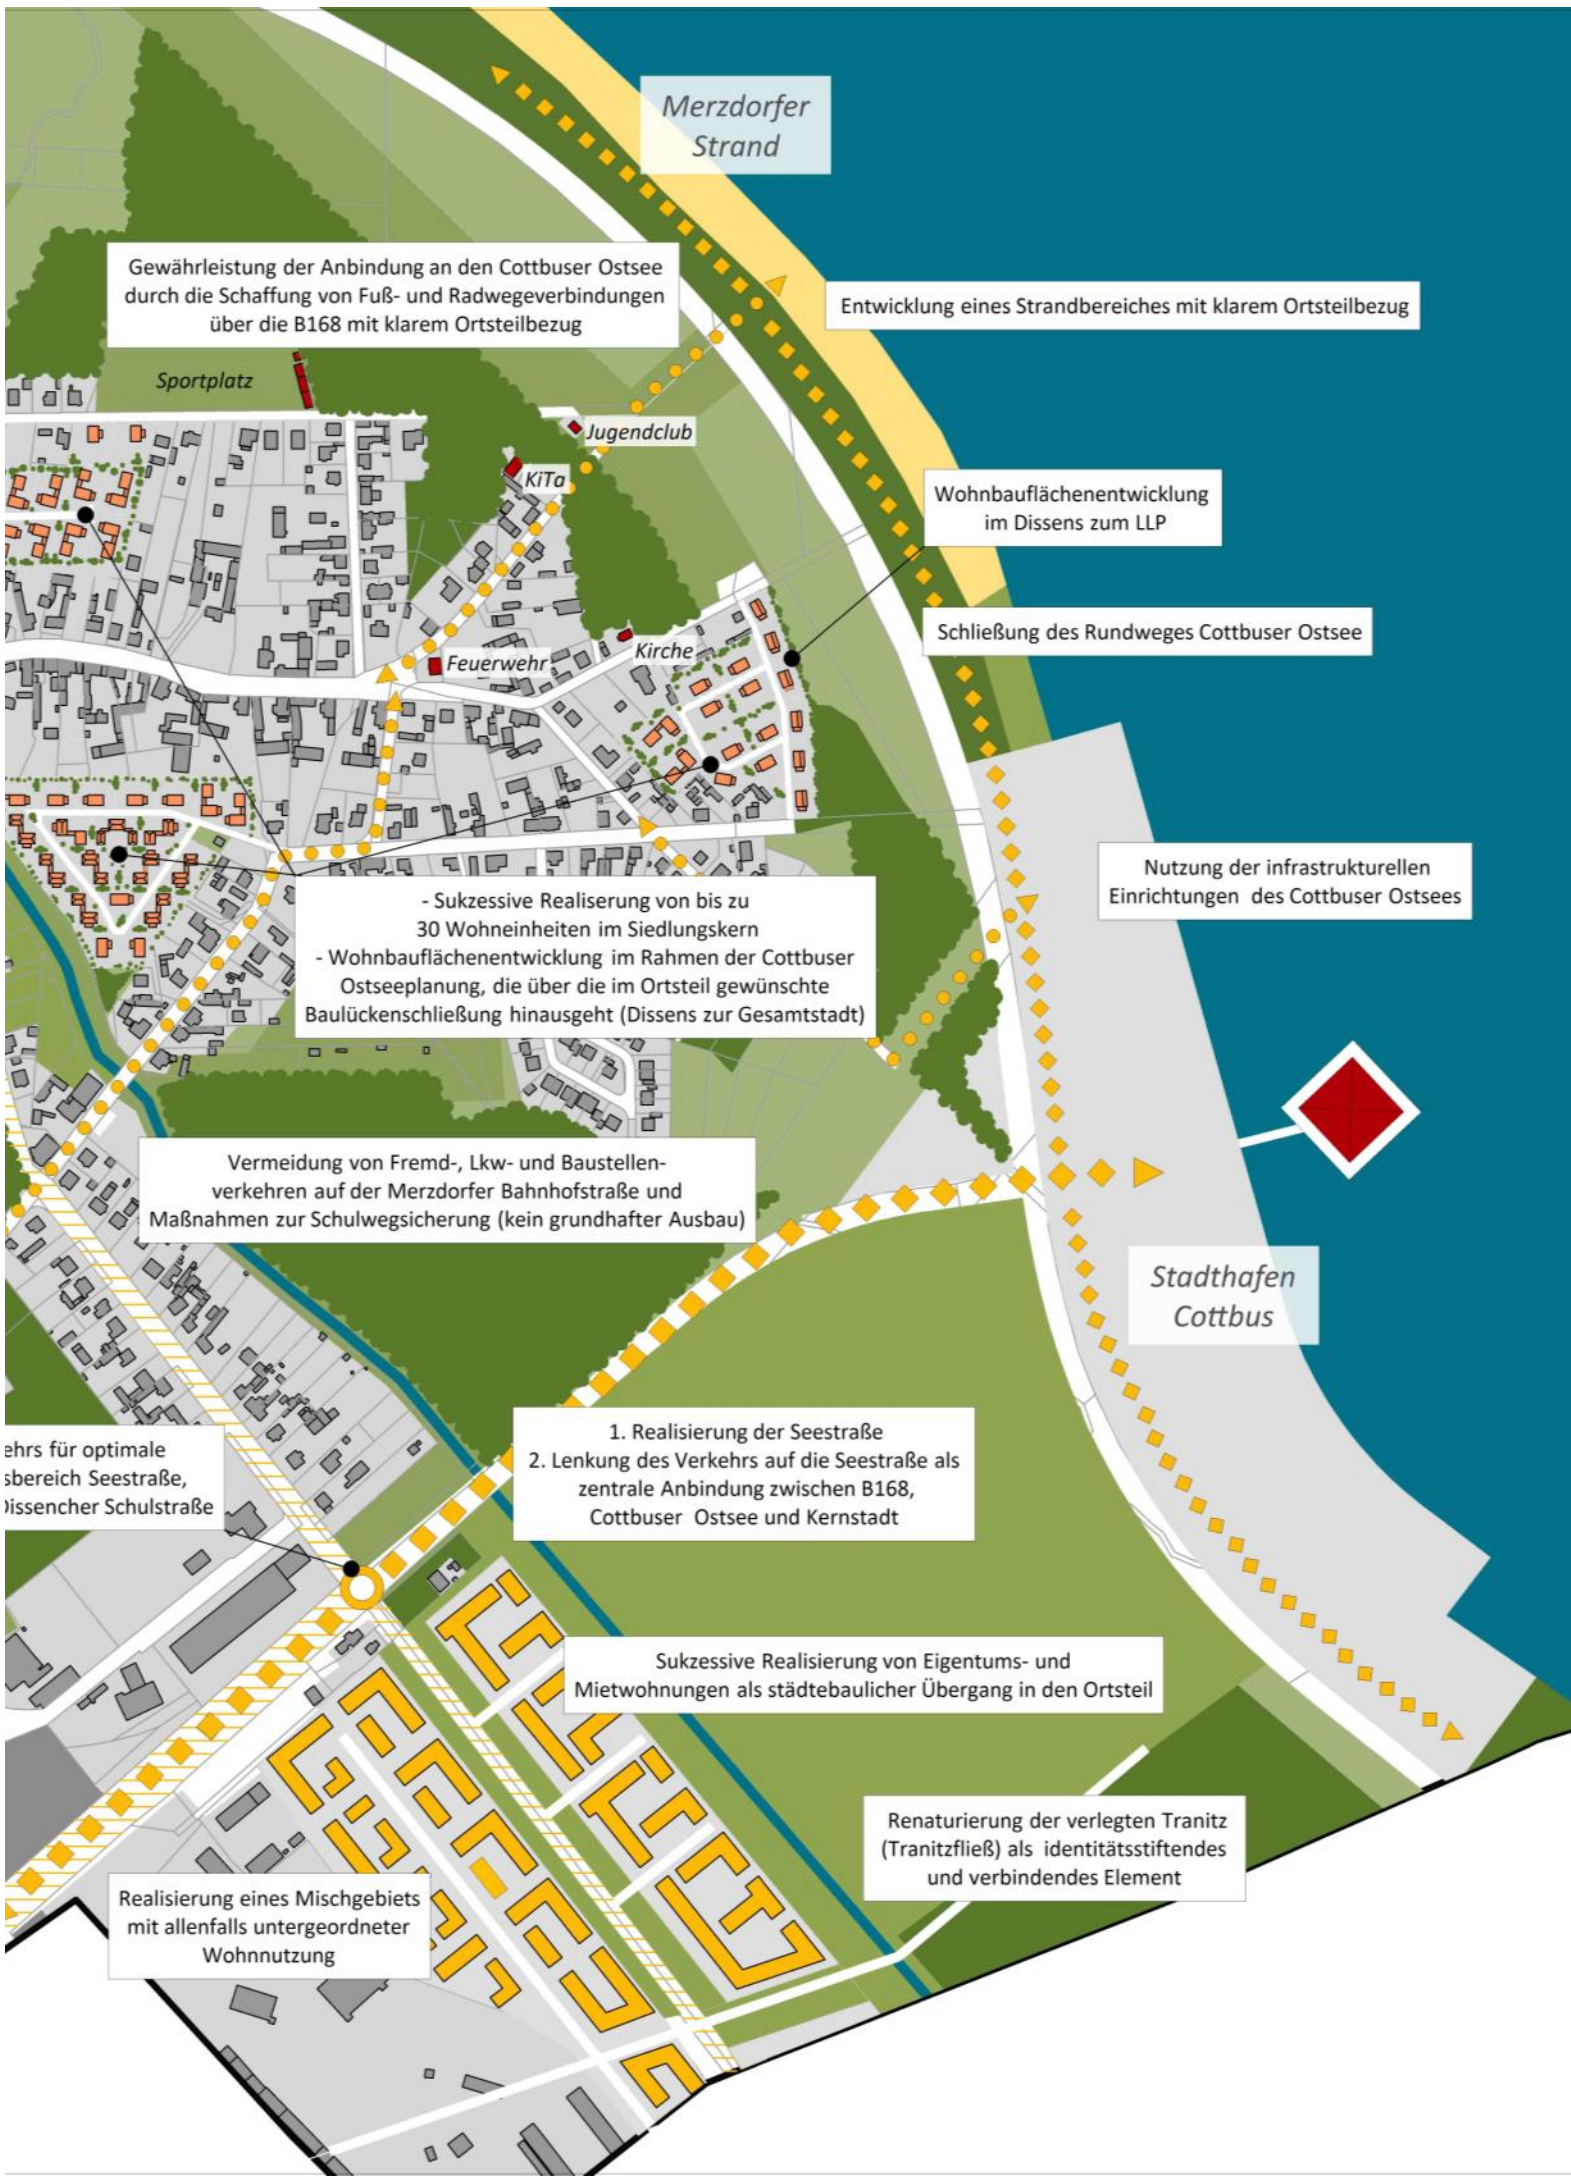 Merzdorfer
Strand
Gewährleistung der Anbindung an den Cottbuser Ostsee
durch die Schaffung von Fuß- und Radwegeverbindungen
über die B168 mit klarem Ortsteilbezug
Entwicklung eines Strandbereiches mit klarem Ortsteilbezug
Sportplatz
Jugendclub
KiTa
Wohnbauflächenentwicklung
im Dissens zum LLP
Schließung des Rundweges Cottbuser Ostsee
Kirche
Feuerwehr
Nutzung der infrastrukturellen
Einrichtungen des Cottbuser Ostsees
- Sukzessive Realiserung von bis zu
30 Wohneinheiten im Siedlungskern
- Wohnbauflächenentwicklung im Rahmen der Cottbuser
Ostseeplanung, die über die im Ortsteil gewünschte
Baulückenschließung hinausgeht (Dissens zur Gesamtstadt)
Vermeidung von Fremd-, Lkw- und Baustellen-
verkehren auf der Merzdorfer Bahnhofstraße und
Maßnahmen zur Schulwegsicherung (kein grundhafter Ausbau)
Stadthafen
Cottbus
ehrs für optimale
sbereich Seestraße,
Dissencher Schulstraße
1. Realisierung der Seestraße
2. Lenkung des Verkehrs auf die Seestraße als
zentrale Anbindung zwischen B168,
Cottbuser Ostsee und Kernstadt
Sukzessive Realisierung von Eigentums- und
Mietwohnungen als städtebaulicher Übergang in den Ortsteil
Renaturierung der verlegten Tranitz
(Tranitzfließ) als identitätsstiftendes
und verbindendes Element
Realisierung eines Mischgebiets
mit allenfalls untergeordneter
Wohnnutzung